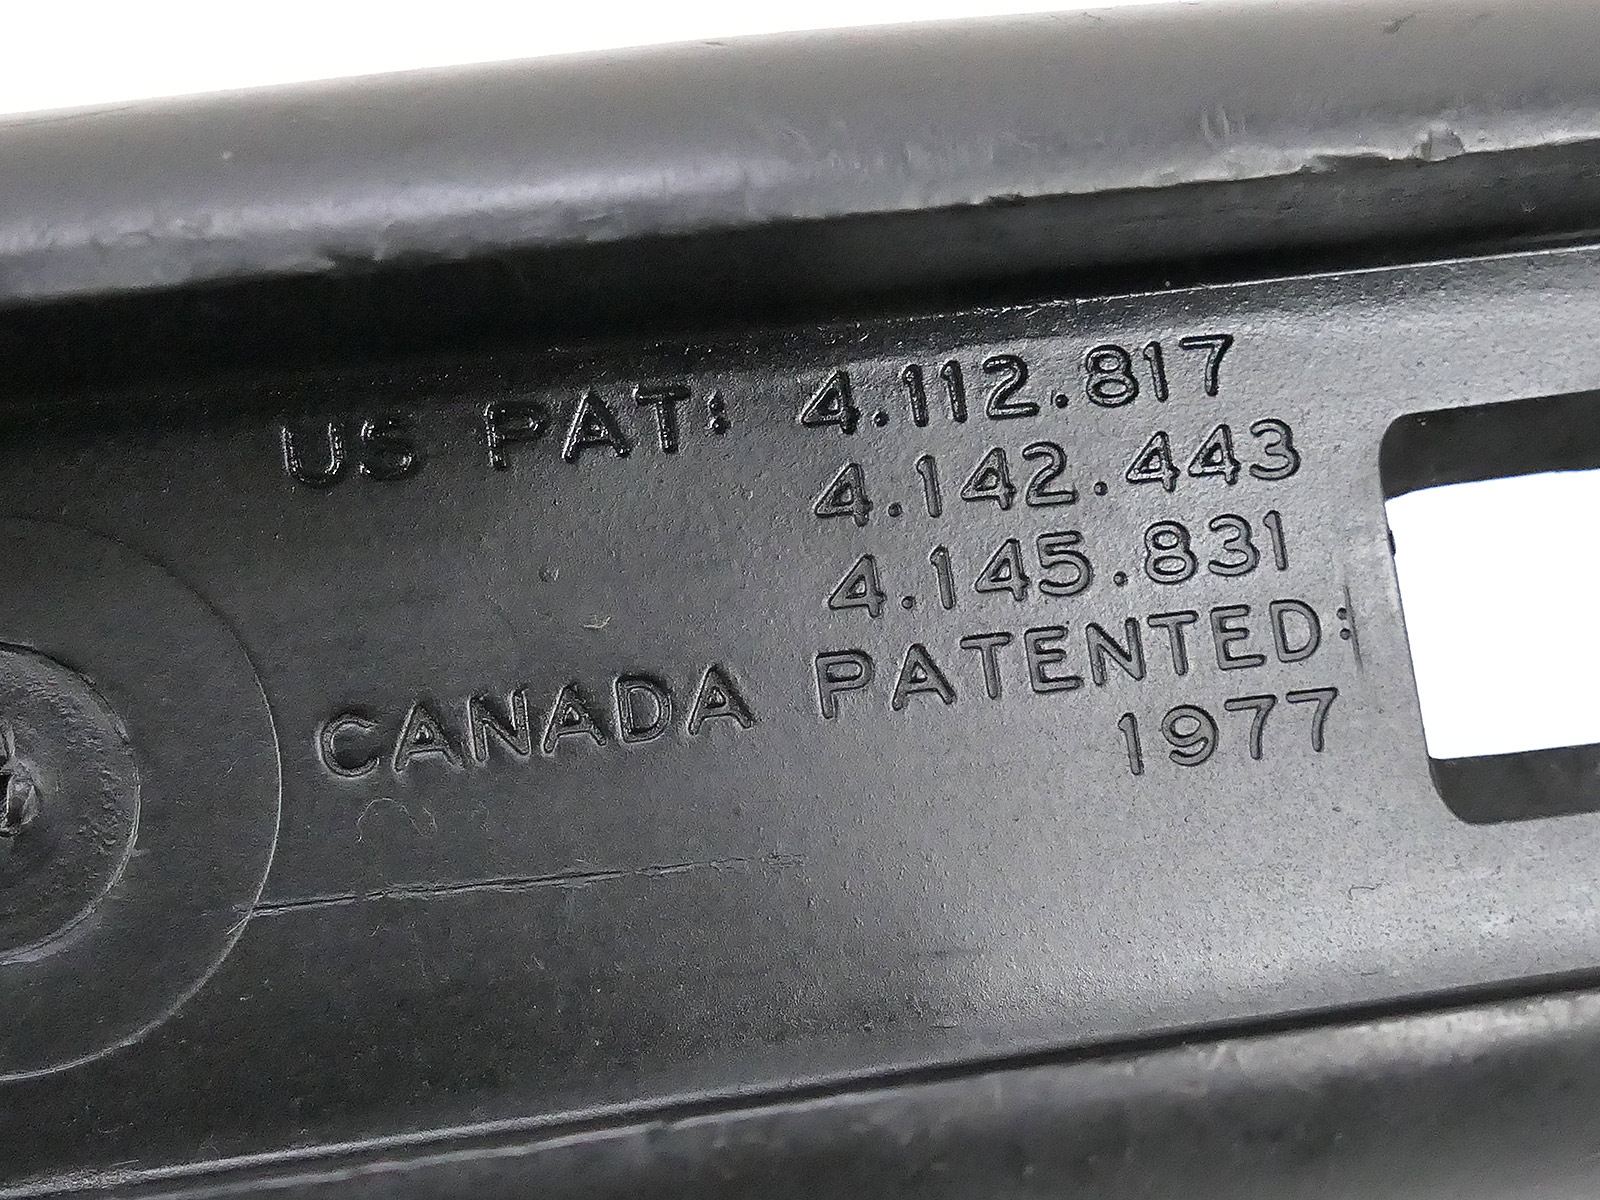 US PAT: 4.112.817
4.142.443
4.145.831
CANADA PATENTED:
1977